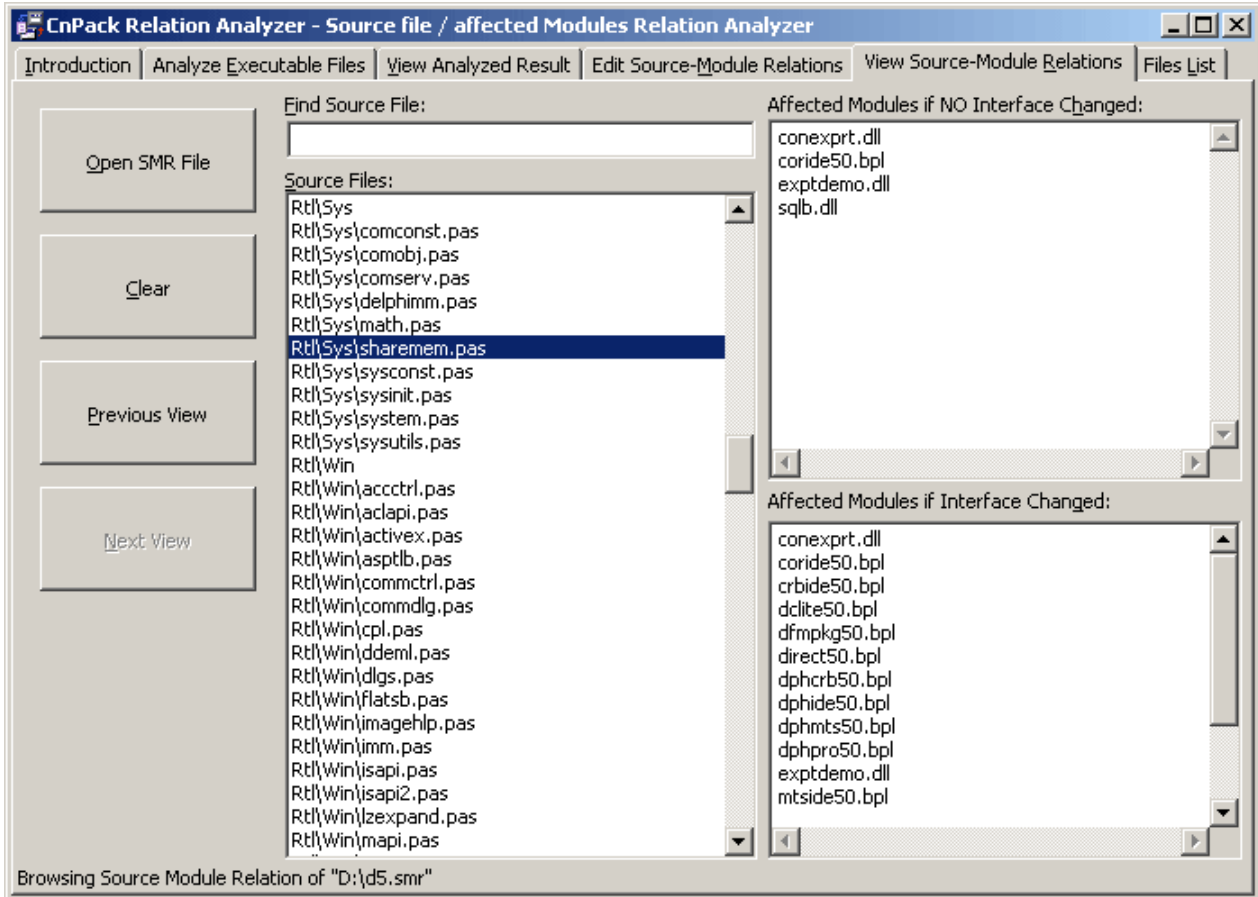 CnPack Relation Analyzer - Source file / affected Modules Relation Analyzer
Introduction
Analyze Executable Files
View Analyzed Result
Edit Source-Module Relations
View Source-Module Relations
Files List
Open SMR File
Clear
Previous View
Next View
Find Source File:
Source Files:
Rtl\Sys
Rtl\Sys\comconst.pas
Rtl\Sys\comobj.pas
Rtl\Sys\comserv.pas
Rtl\Sys\delphimm.pas
Rtl\Sys\math.pas
Rtl\Sys\sharemem.pas
Rtl\Sys\sysconst.pas
Rtl\Sys\sysinit.pas
Rtl\Sys\system.pas
Rtl\Sys\sysutils.pas
Rtl\Win
Rtl\Win\accctrl.pas
Rtl\Win\aclapi.pas
Rtl\Win\activex.pas
Rtl\Win\asptlb.pas
Rtl\Win\commctrl.pas
Rtl\Win\commdlg.pas
Rtl\Win\cpl.pas
Rtl\Win\ddeml.pas
Rtl\Win\dlgs.pas
Rtl\Win\flatsb.pas
Rtl\Win\imagehlp.pas
Rtl\Win\imm.pas
Rtl\Win\isapi.pas
Rtl\Win\isapi2.pas
Rtl\Win\lzexpand.pas
Rtl\Win\mapi.pas
Affected Modules if NO Interface Changed:
conexprt.dll
coride50.bpl
exptdemo.dll
sqlb.dll
Affected Modules if Interface Changed:
conexprt.dll
coride50.bpl
crbide50.bpl
dclite50.bpl
dfmpkg50.bpl
direct50.bpl
dphcrb50.bpl
dphide50.bpl
dphmts50.bpl
dphpro50.bpl
exptdemo.dll
mtside50.bpl
Browsing Source Module Relation of "D:\d5.smr"